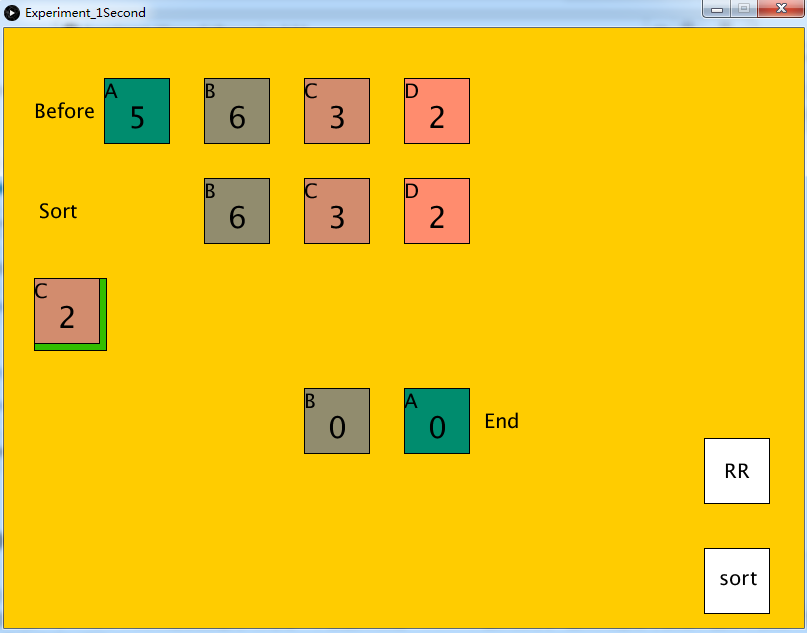 Experiment_1Second
Before A 5 B 6 C 3 D 2
Sort B 6 C 3 D 2
C 2
B 0 A 0 End
RR
sort